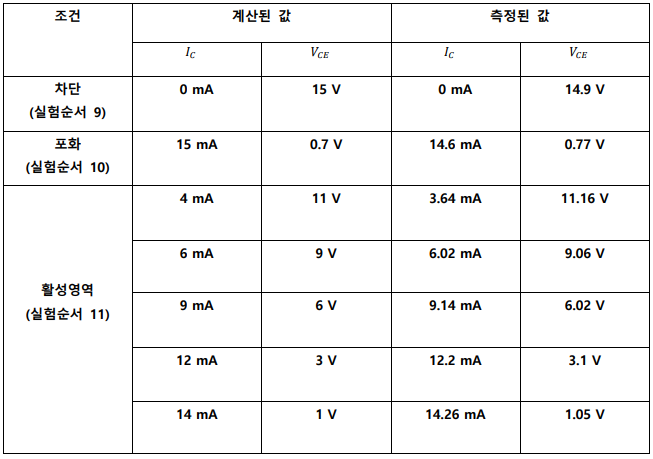 조건 계산된 값 측정된 값
I_C V_CE I_C V_CE
차단
(실험순서 9)
0 mA 15 V 0 mA 14.9 V
포화
(실험순서 10)
15 mA 0.7 V 14.6 mA 0.77 V
활성영역
(실험순서 11)
4 mA 11 V 3.64 mA 11.16 V
6 mA 9 V 6.02 mA 9.06 V
9 mA 6 V 9.14 mA 6.02 V
12 mA 3 V 12.2 mA 3.1 V
14 mA 1 V 14.26 mA 1.05 V